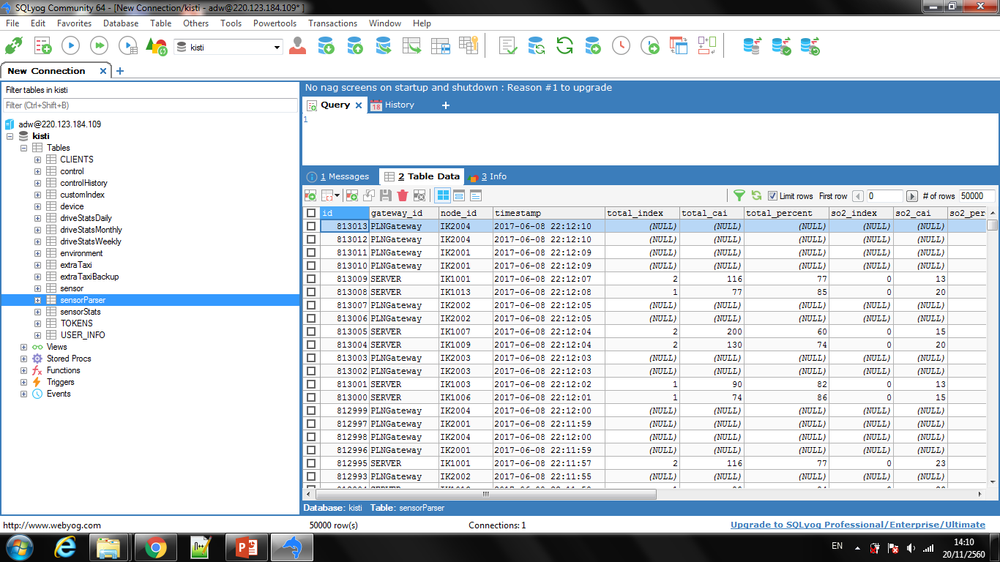 SQLyog Community 64 - [New Connection/kisti - adw@220.123.184.109* ]
File Edit Favorites Database Table Others Tools Powertools Transactions Window Help
kisti
New Connection
Filter tables in kisti
Filter (Ctrl+Shift+B)
adw@220.123.184.109
kisti
Tables
CLIENTS
control
controlHistory
customIndex
device
driveStatsDaily
driveStatsMonthly
driveStatsWeekly
environment
extraTaxi
extraTaxiBackup
sensor
sensorParser
sensorStats
TOKENS
USER_INFO
Views
Stored Procs
Functions
Triggers
Events
No nag screens on startup and shutdown : Reason #1 to upgrade
Query History
1
1 Messages 2 Table Data 3 Info
Limit rows First row 0 # of rows 50000
id gateway_id node_id timestamp total_index total_cai total_percent so2_index so2_cai so2_per
813013 PLNGateway IK2004 2017-06-08 22:12:10 (NULL) (NULL) (NULL) (NULL) (NULL)
813012 PLNGateway IK2004 2017-06-08 22:12:10 (NULL) (NULL) (NULL) (NULL) (NULL)
813011 PLNGateway IK2001 2017-06-08 22:12:09 (NULL) (NULL) (NULL) (NULL) (NULL)
813010 PLNGateway IK2001 2017-06-08 22:12:09 (NULL) (NULL) (NULL) (NULL) (NULL)
813009 SERVER IK1001 2017-06-08 22:12:07 2 116 77 0 13
813008 SERVER IK1013 2017-06-08 22:12:08 1 77 85 0 20
813007 PLNGateway IK2002 2017-06-08 22:12:05 (NULL) (NULL) (NULL) (NULL) (NULL)
813006 PLNGateway IK2002 2017-06-08 22:12:05 (NULL) (NULL) (NULL) (NULL) (NULL)
813005 SERVER IK1007 2017-06-08 22:12:04 2 200 60 0 15
813004 SERVER IK1009 2017-06-08 22:12:04 2 130 74 0 20
813003 PLNGateway IK2003 2017-06-08 22:12:03 (NULL) (NULL) (NULL) (NULL) (NULL)
813002 PLNGateway IK2003 2017-06-08 22:12:03 (NULL) (NULL) (NULL) (NULL) (NULL)
813001 SERVER IK1003 2017-06-08 22:12:02 1 90 82 0 13
813000 SERVER IK1006 2017-06-08 22:12:01 1 74 86 0 15
812999 PLNGateway IK2004 2017-06-08 22:12:00 (NULL) (NULL) (NULL) (NULL) (NULL)
812997 PLNGateway IK2001 2017-06-08 22:11:59 (NULL) (NULL) (NULL) (NULL) (NULL)
812998 PLNGateway IK2004 2017-06-08 22:12:00 (NULL) (NULL) (NULL) (NULL) (NULL)
812996 PLNGateway IK2001 2017-06-08 22:11:59 (NULL) (NULL) (NULL) (NULL) (NULL)
812995 SERVER IK1001 2017-06-08 22:11:57 2 116 77 0 23
812993 PLNGateway IK2002 2017-06-08 22:11:55 (NULL) (NULL) (NULL) (NULL) (NULL)
Database: kisti Table: sensorParser
http://www.webyog.com 50000 row(s) Connections: 1 Upgrade to SQLyog Professional/Enterprise/Ultimate
EN 14:10
20/11/2560